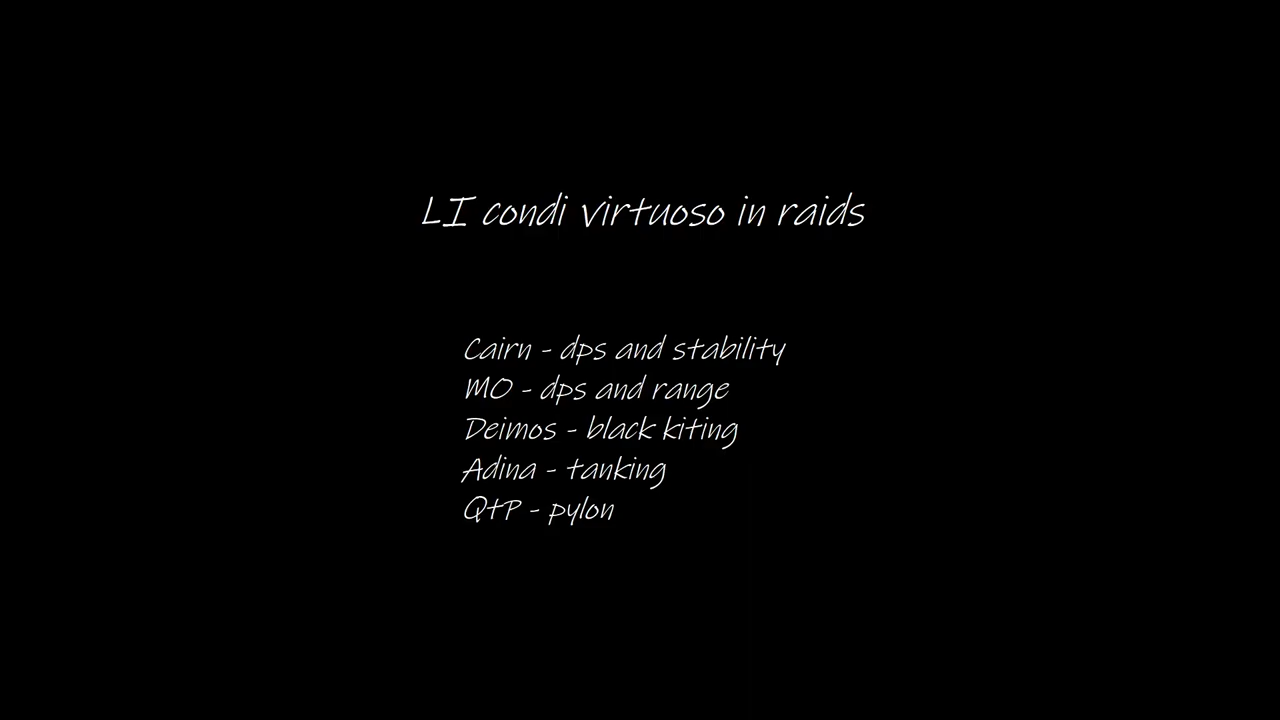 LI condi virtuoso in raids
Cairn - dps and stability
MO - dps and range
Deimos - black kiting
Adina - tanking
QtP - pylon